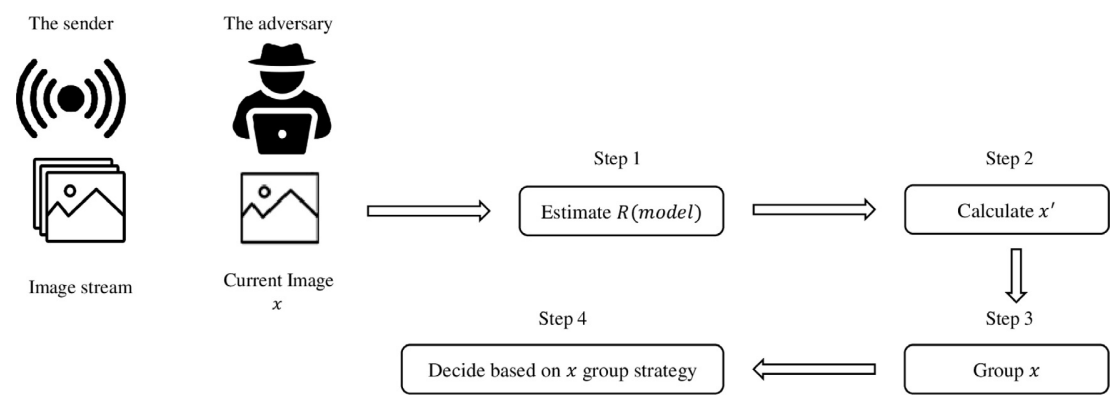 The sender
The adversary
Image stream
Current Image
x
Step 1
Estimate R(model)
Step 2
Calculate x′
Step 3
Group x
Step 4
Decide based on x group strategy